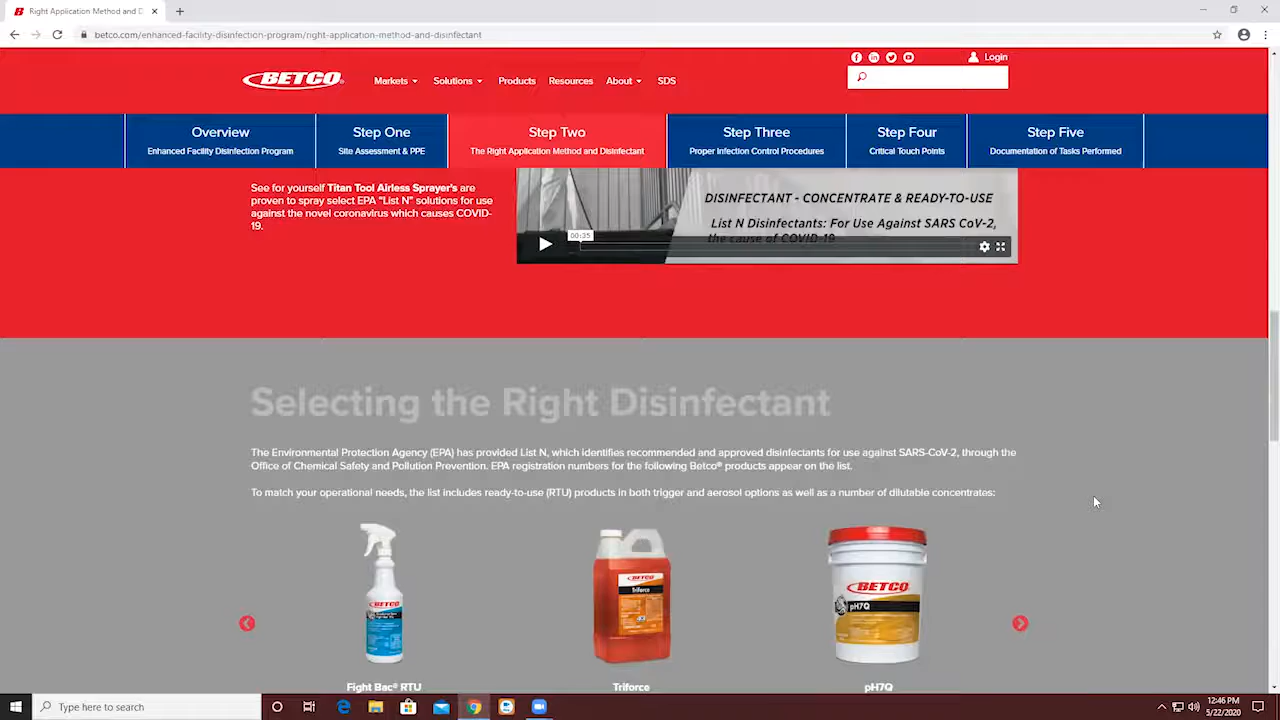 Right Application Method and D
betco.com/enhanced-facility-disinfection-program/right-application-method-and-disinfectant
BETCO
Markets
Solutions
Products
Resources
About
SDS
Login
Overview
Enhanced Facility Disinfection Program
Step One
Site Assessment & PPE
Step Two
The Right Application Method and Disinfectant
Step Three
Proper Infection Control Procedures
Step Four
Critical Touch Points
Step Five
Documentation of Tasks Performed
See for yourself Titan Tool Airless Sprayer's are
proven to spray select EPA "List N" solutions for use
against the novel coronavirus which causes COVID-
19.
DISINFECTANT - CONCENTRATE & READY-TO-USE
List N Disinfectants: For Use Against SARS CoV-2,
the cause of COVID-19
00:35
Selecting the Right Disinfectant
The Environmental Protection Agency (EPA) has provided List N, which identifies recommended and approved disinfectants for use against SARS-CoV-2, through the
Office of Chemical Safety and Pollution Prevention. EPA registration numbers for the following Betco® products appear on the list.
To match your operational needs, the list includes ready-to-use (RTU) products in both trigger and aerosol options as well as a number of dilutable concentrates:
BETCO
BETCO
Triforce
43
BETCO
pH7Q
Fight Bac® RTU
Triforce
pH7Q
Type here to search
12:46 PM
5/22/2020